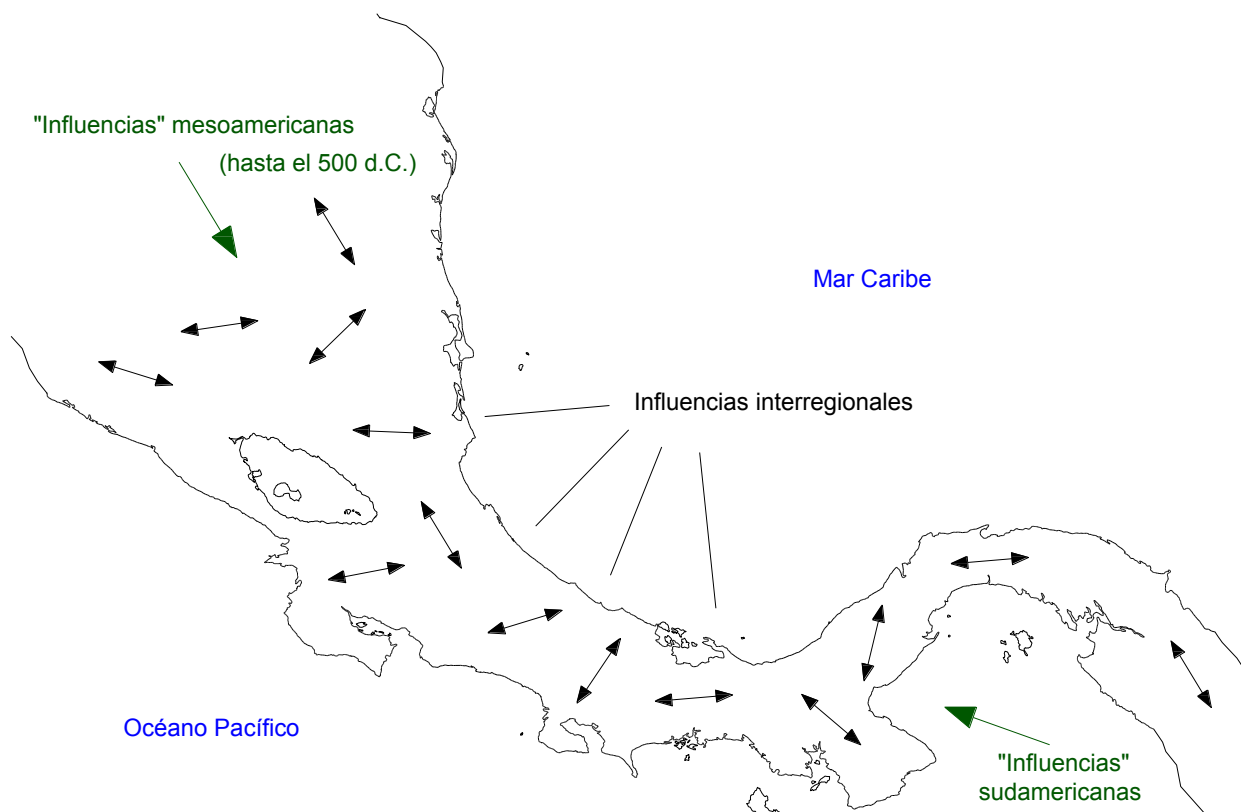 "Influencias" mesoamericanas
(hasta el 500 d.C.)
Mar Caribe
Influencias interregionales
Océano Pacífico
"Influencias"
sudamericanas